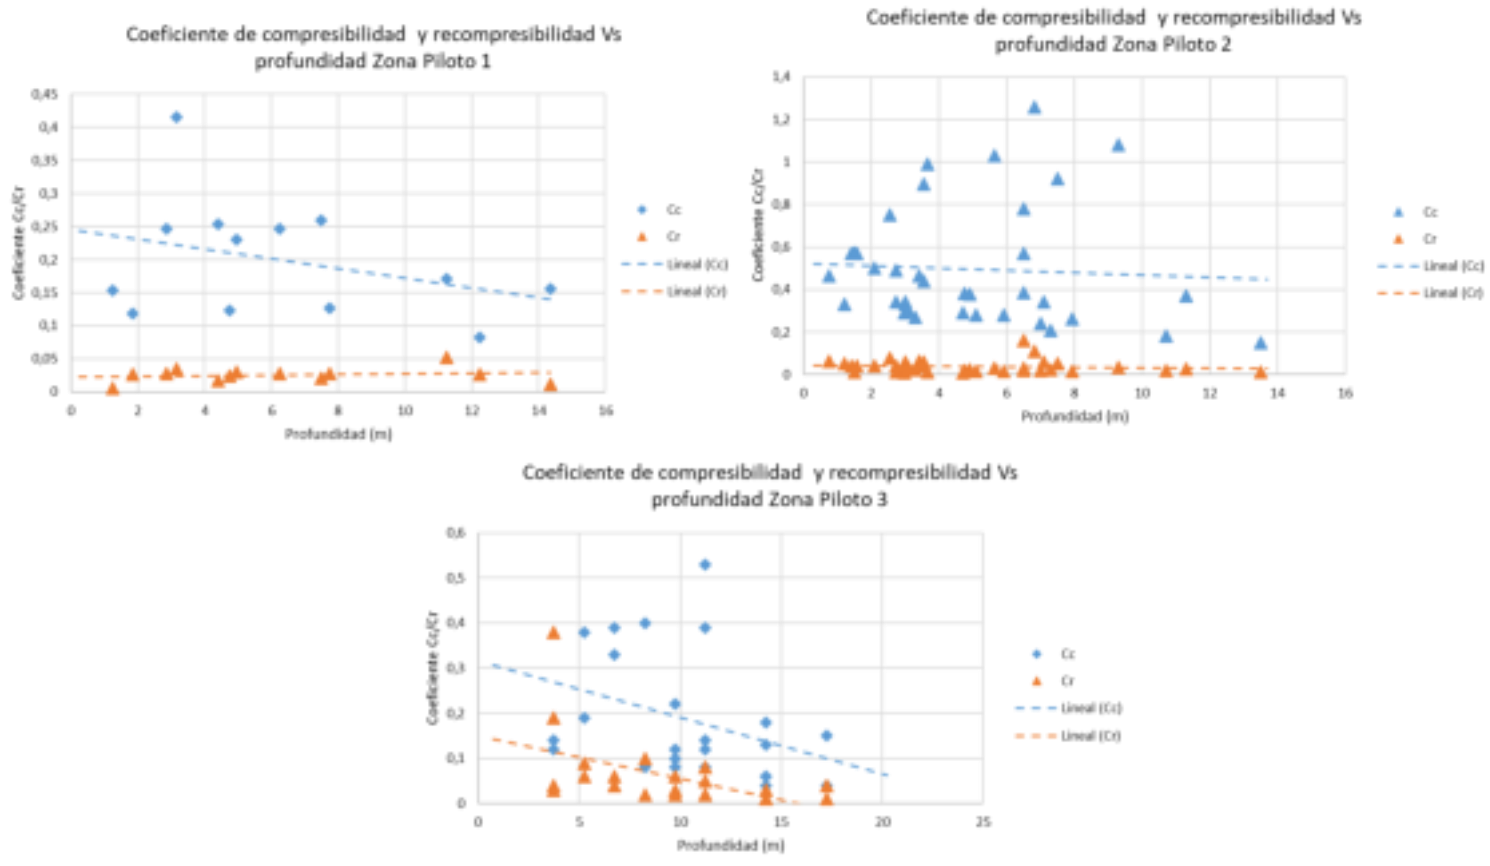 Coeficiente de compresibilidad y recompresibilidad Vs
profundidad Zona Piloto 1
0,45
0,4
0,35
0,3
0,25
0,2
0,15
0,1
0,05
0
Coeficiente Cc/Cr
0 2 4 6 8 10 12 14 16
Profundidad (m)
Cc
Cr
Lineal (Cc)
Lineal (Cr)
Coeficiente de compresibilidad y recompresibilidad Vs
profundidad Zona Piloto 2
1,4
1,2
1
0,8
0,6
0,4
0,2
0
Coeficiente Cc/Cr
0 2 4 6 8 10 12 14 16
Profundidad (m)
Cc
Cr
Lineal (Cc)
Lineal (Cr)
Coeficiente de compresibilidad y recompresibilidad Vs
profundidad Zona Piloto 3
0,6
0,5
0,4
0,3
0,2
0,1
0
Coeficiente Cc/Cr
0 5 10 15 20 25
Profundidad (m)
Cc
Cr
Lineal (Cc)
Lineal (Cr)